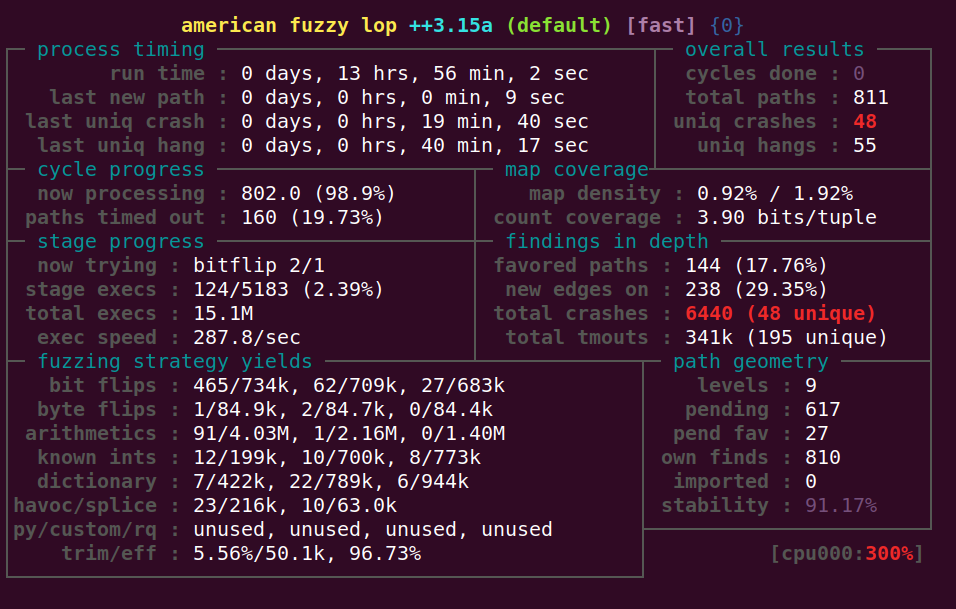 american fuzzy lop ++3.15a (default) [fast] {0}
process timing overall results
run time : 0 days, 13 hrs, 56 min, 2 sec cycles done : 0
last new path : 0 days, 0 hrs, 0 min, 9 sec total paths : 811
last uniq crash : 0 days, 0 hrs, 19 min, 40 sec uniq crashes : 48
last uniq hang : 0 days, 0 hrs, 40 min, 17 sec uniq hangs : 55
cycle progress map coverage
now processing : 802.0 (98.9%) map density : 0.92% / 1.92%
paths timed out : 160 (19.73%) count coverage : 3.90 bits/tuple
stage progress findings in depth
now trying : bitflip 2/1 favored paths : 144 (17.76%)
stage execs : 124/5183 (2.39%) new edges on : 238 (29.35%)
total execs : 15.1M total crashes : 6440 (48 unique)
exec speed : 287.8/sec total tmouts : 341k (195 unique)
fuzzing strategy yields path geometry
bit flips : 465/734k, 62/709k, 27/683k levels : 9
byte flips : 1/84.9k, 2/84.7k, 0/84.4k pending : 617
arithmetics : 91/4.03M, 1/2.16M, 0/1.40M pend fav : 27
known ints : 12/199k, 10/700k, 8/773k own finds : 810
dictionary : 7/422k, 22/789k, 6/944k imported : 0
havoc/splice : 23/216k, 10/63.0k stability : 91.17%
py/custom/rq : unused, unused, unused, unused
trim/eff : 5.56%/50.1k, 96.73% [cpu000:300%]